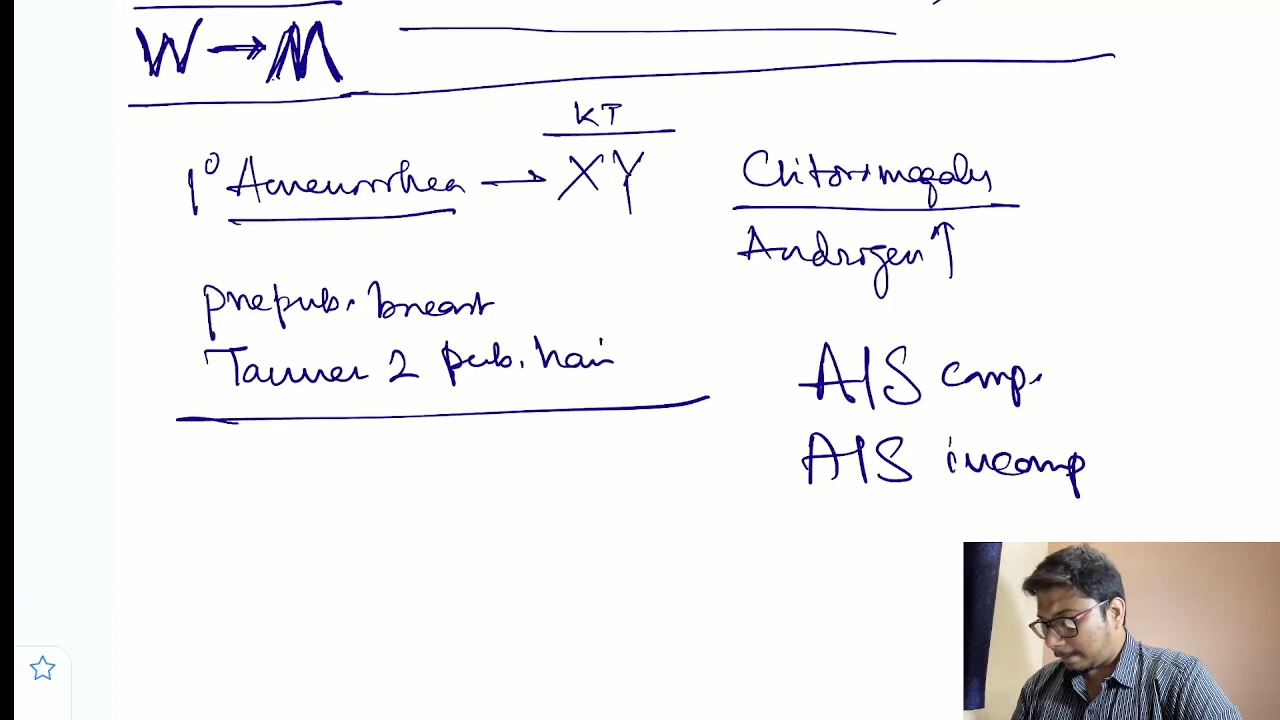 W → M
KT
1° Amenorrhea → XY
Clitoromegaly
Androgen ↑
prepub. breast
Tanner 2 pub. hair
AIS comp.
AIS incomp